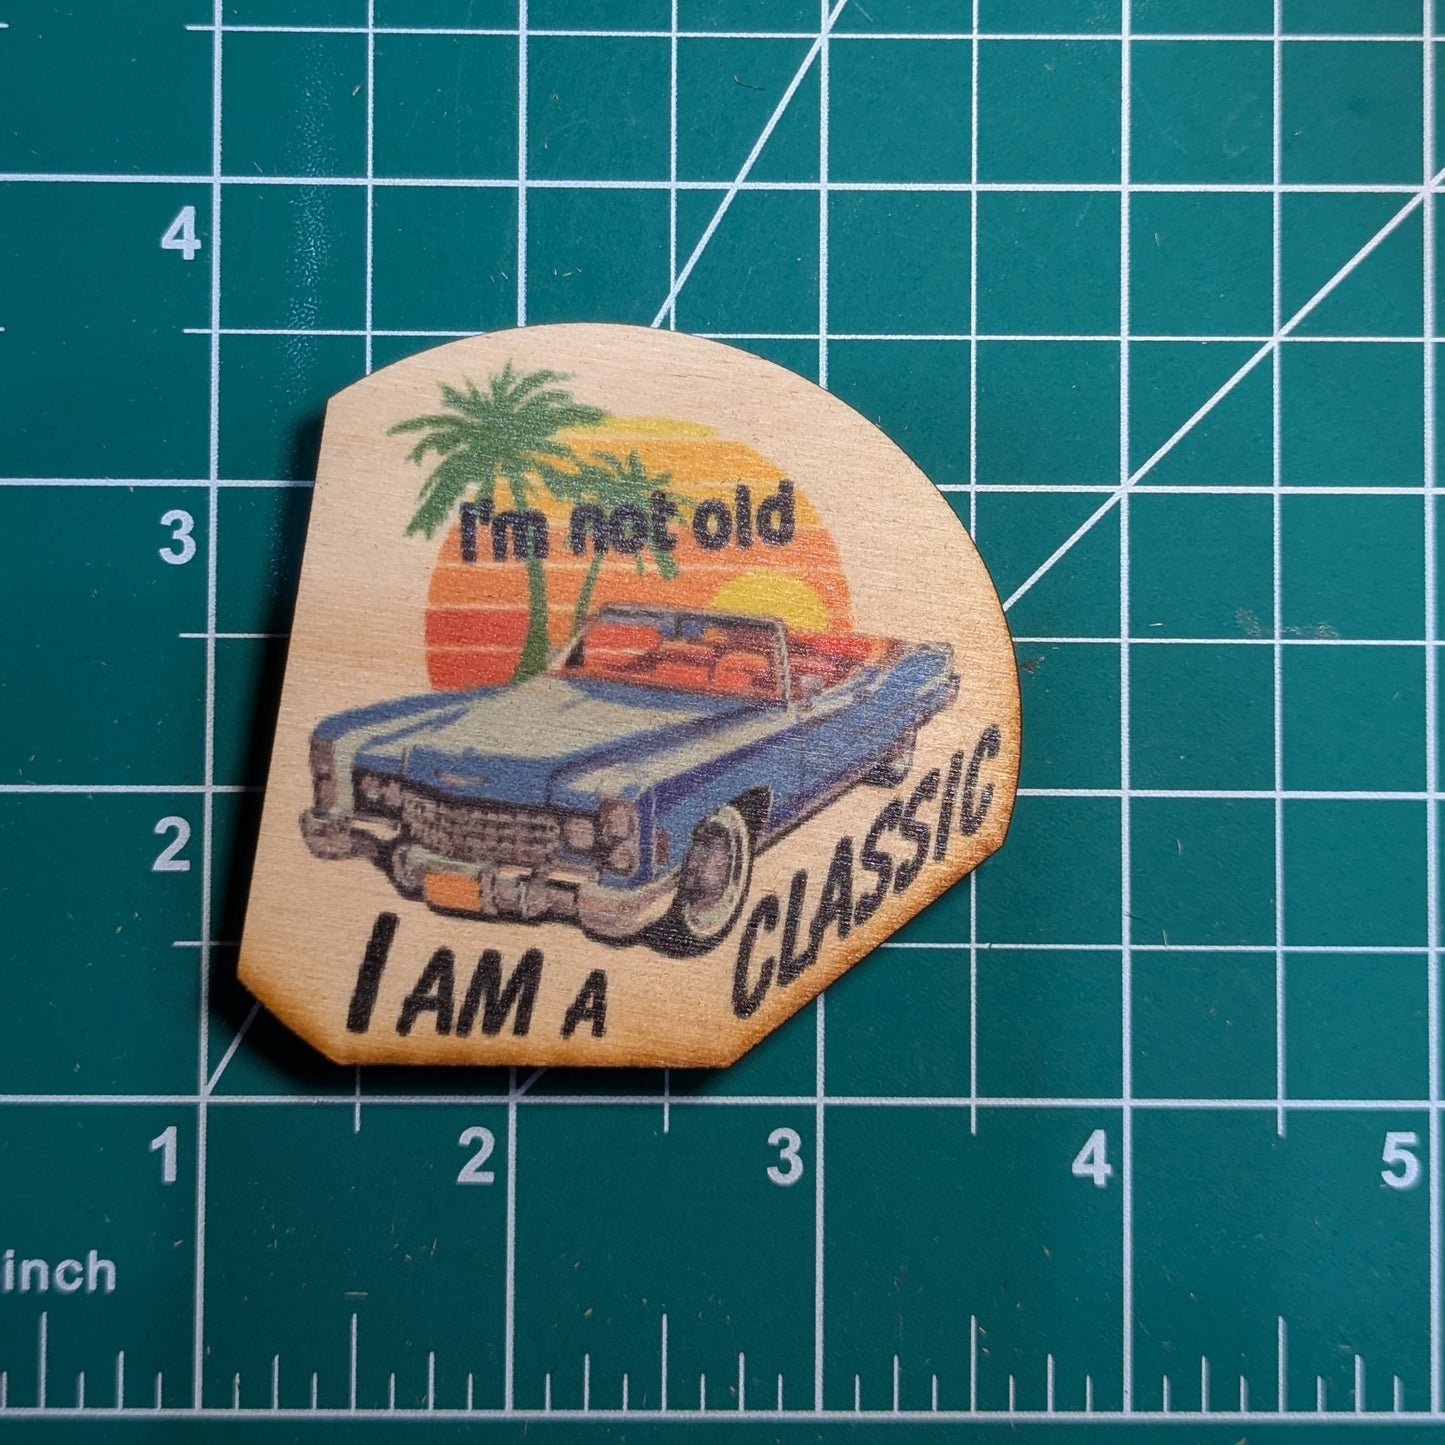 4
3
2
I'm not old
I AM A CLASSIC
1 2 3 4 5
inch